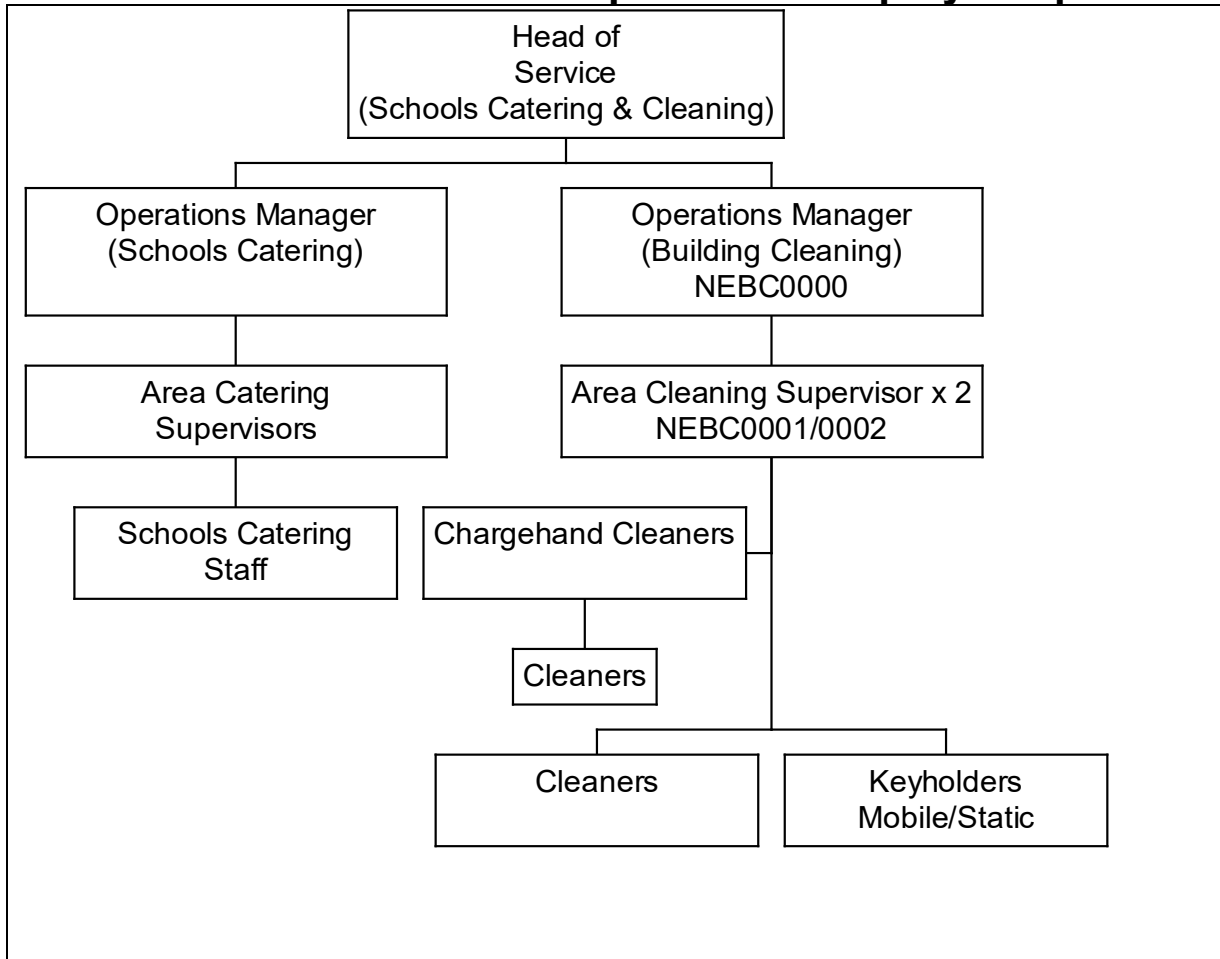 Head of
Service
(Schools Catering & Cleaning)
Operations Manager
(Schools Catering)
Operations Manager
(Building Cleaning)
NEBC0000
Area Catering
Supervisors
Area Cleaning Supervisor x 2
NEBC0001/0002
Schools Catering
Staff
Chargehand Cleaners
Cleaners
Cleaners
Keyholders
Mobile/Static